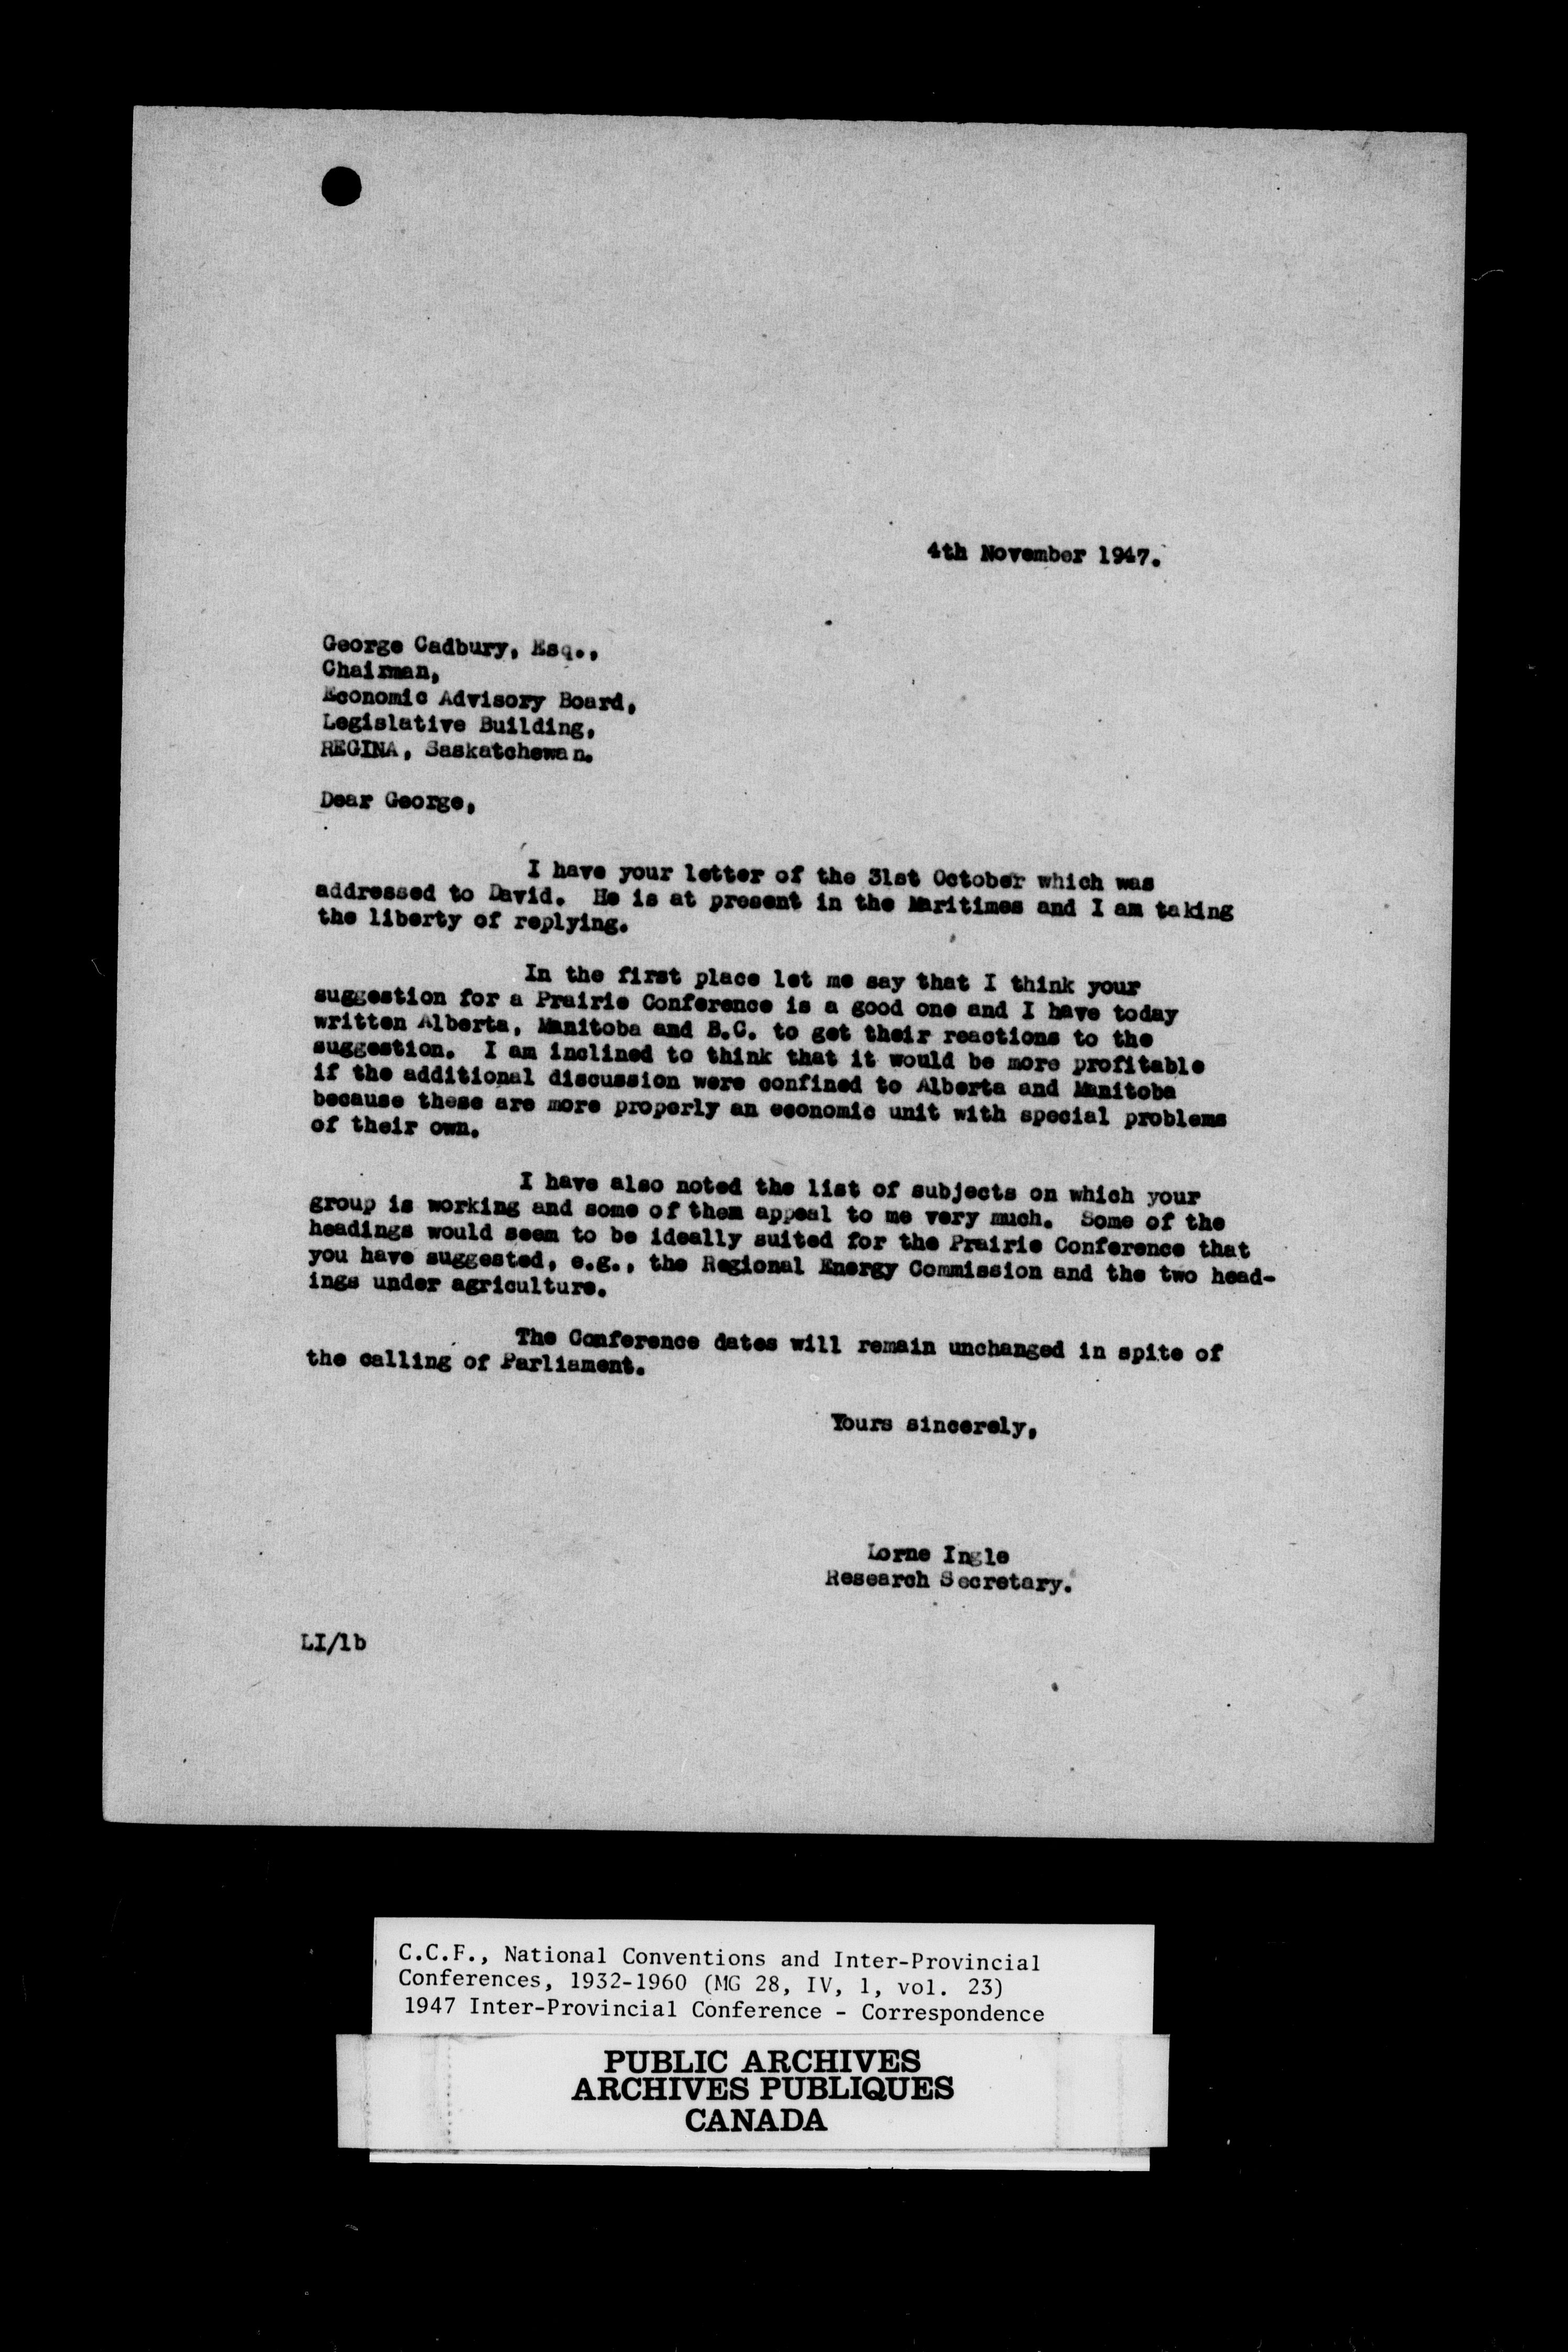 4th November 1947.
George Cadbury, Esq.,
Chairman,
Economic Advisory Board,
Legislative Building,
REGINA, Saskatchewan.
Dear George,
I have your letter of the 31st October which was
addressed to David. He is at present in the Maritimes and I am taking
the liberty of replying.
In the first place let me say that I think your
suggestion for a Prairie Conference is a good one and I have today
written Alberta, Manitoba and B.C. to get their reactions to the
suggestion. I am inclined to think that it would be more profitable
if the additional discussion were confined to Alberta and Manitoba
because these are more properly an economic unit with special problems
of their own.
I have also noted the list of subjects on which your
group is working and some of them appeal to me very much. Some of the
headings would seem to be ideally suited for the Prairie Conference that
you have suggested, e.g., the Regional Energy Commission and the two head-
ings under agriculture.
The Conference dates will remain unchanged in spite of
the calling of Parliament.
Yours sincerely,
Lorne Ingle
Research Secretary.
LI/lb
C.C.F., National Conventions and Inter-Provincial
Conferences, 1932-1960 (MG 28, IV, 1, vol. 23)
1947 Inter-Provincial Conference - Correspondence
PUBLIC ARCHIVES
ARCHIVES PUBLIQUES
CANADA